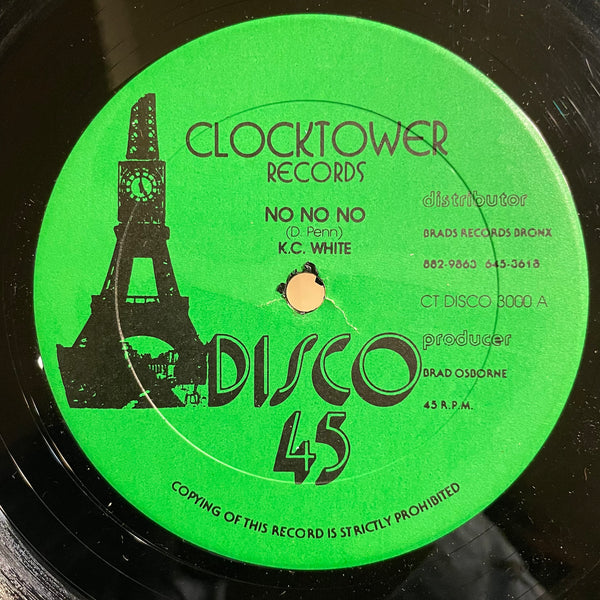 CLOCKTOWER
RECORDS
NO NO NO
(D. Penn)
K.C. WHITE
distributor
BRADS RECORDS BRONX
882-9863 645-3618
CT DISCO 3000 A
producer
BRAD OSBORNE
45 R.P.M.
DISCO
45
COPYING OF THIS RECORD IS STRICTLY PROHIBITED